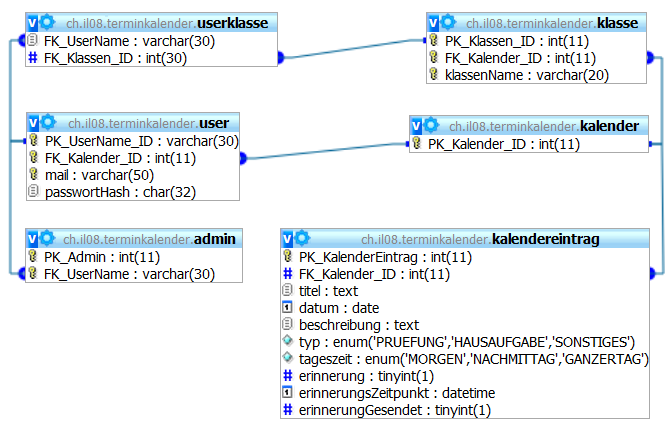 ch.il08.terminkalender.userklasse
FK_UserName : varchar(30)
FK_Klassen_ID : int(30)
ch.il08.terminkalender.klasse
PK_Klassen_ID : int(11)
FK_Kalender_ID : int(11)
klassenName : varchar(20)
ch.il08.terminkalender.user
PK_UserName_ID : varchar(30)
FK_Kalender_ID : int(11)
mail : varchar(50)
passwortHash : char(32)
ch.il08.terminkalender.kalender
PK_Kalender_ID : int(11)
ch.il08.terminkalender.admin
PK_Admin : int(11)
FK_UserName : varchar(30)
ch.il08.terminkalender.kalendereintrag
PK_KalenderEintrag : int(11)
FK_Kalender_ID : int(11)
titel : text
datum : date
beschreibung : text
typ : enum('PRUEFUNG','HAUSAUFGABE','SONSTIGES')
tageszeit : enum('MORGEN','NACHMITTAG','GANZERTAG')
erinnerung : tinyint(1)
erinnerungsZeitpunkt : datetime
erinnerungGesendet : tinyint(1)